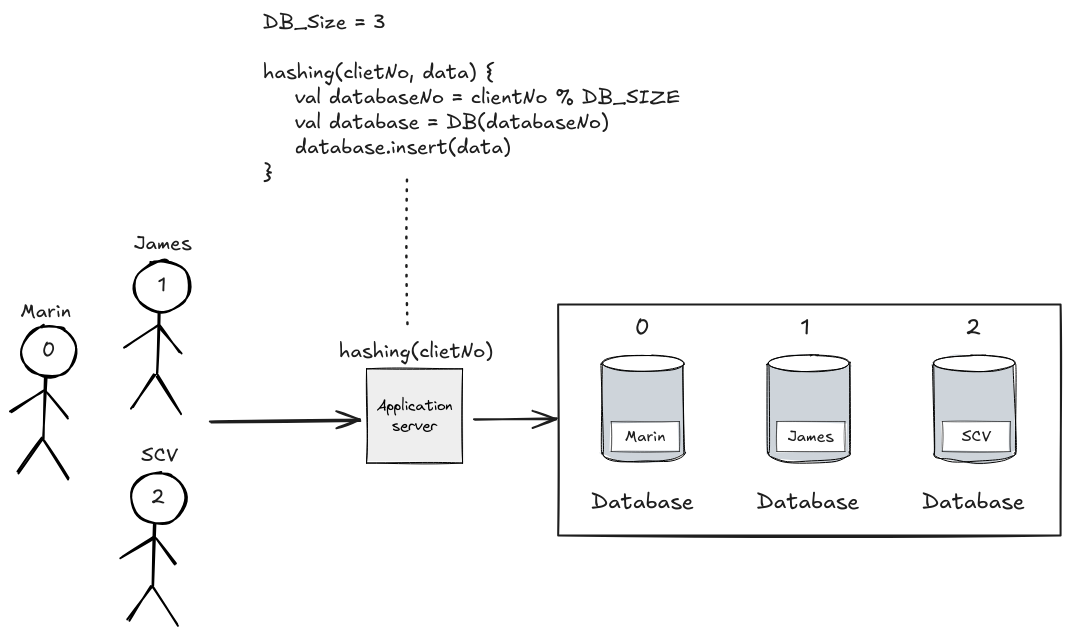 DB_Size = 3
hashing(clietNo, data) {
val databaseNo = clientNo % DB_SIZE
val database = DB(databaseNo)
database.insert(data)
}
James
1
Marin
0
SCV
2
hashing(clietNo)
Application
server
0
1
2
Marin
James
SCV
Database
Database
Database